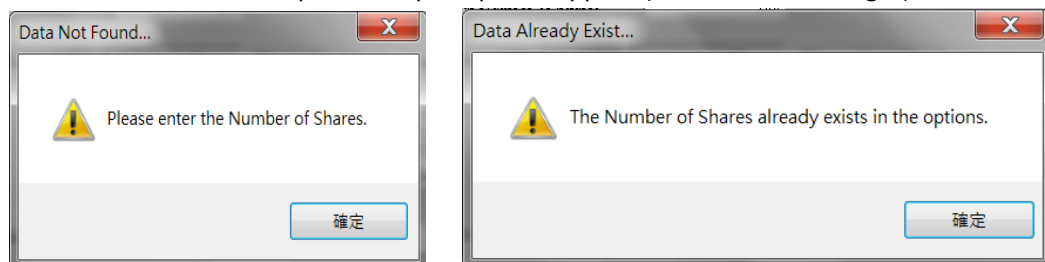 Data Not Found...
X
Please enter the Number of Shares.
確定
Data Already Exist...
X
The Number of Shares already exists in the options.
確定